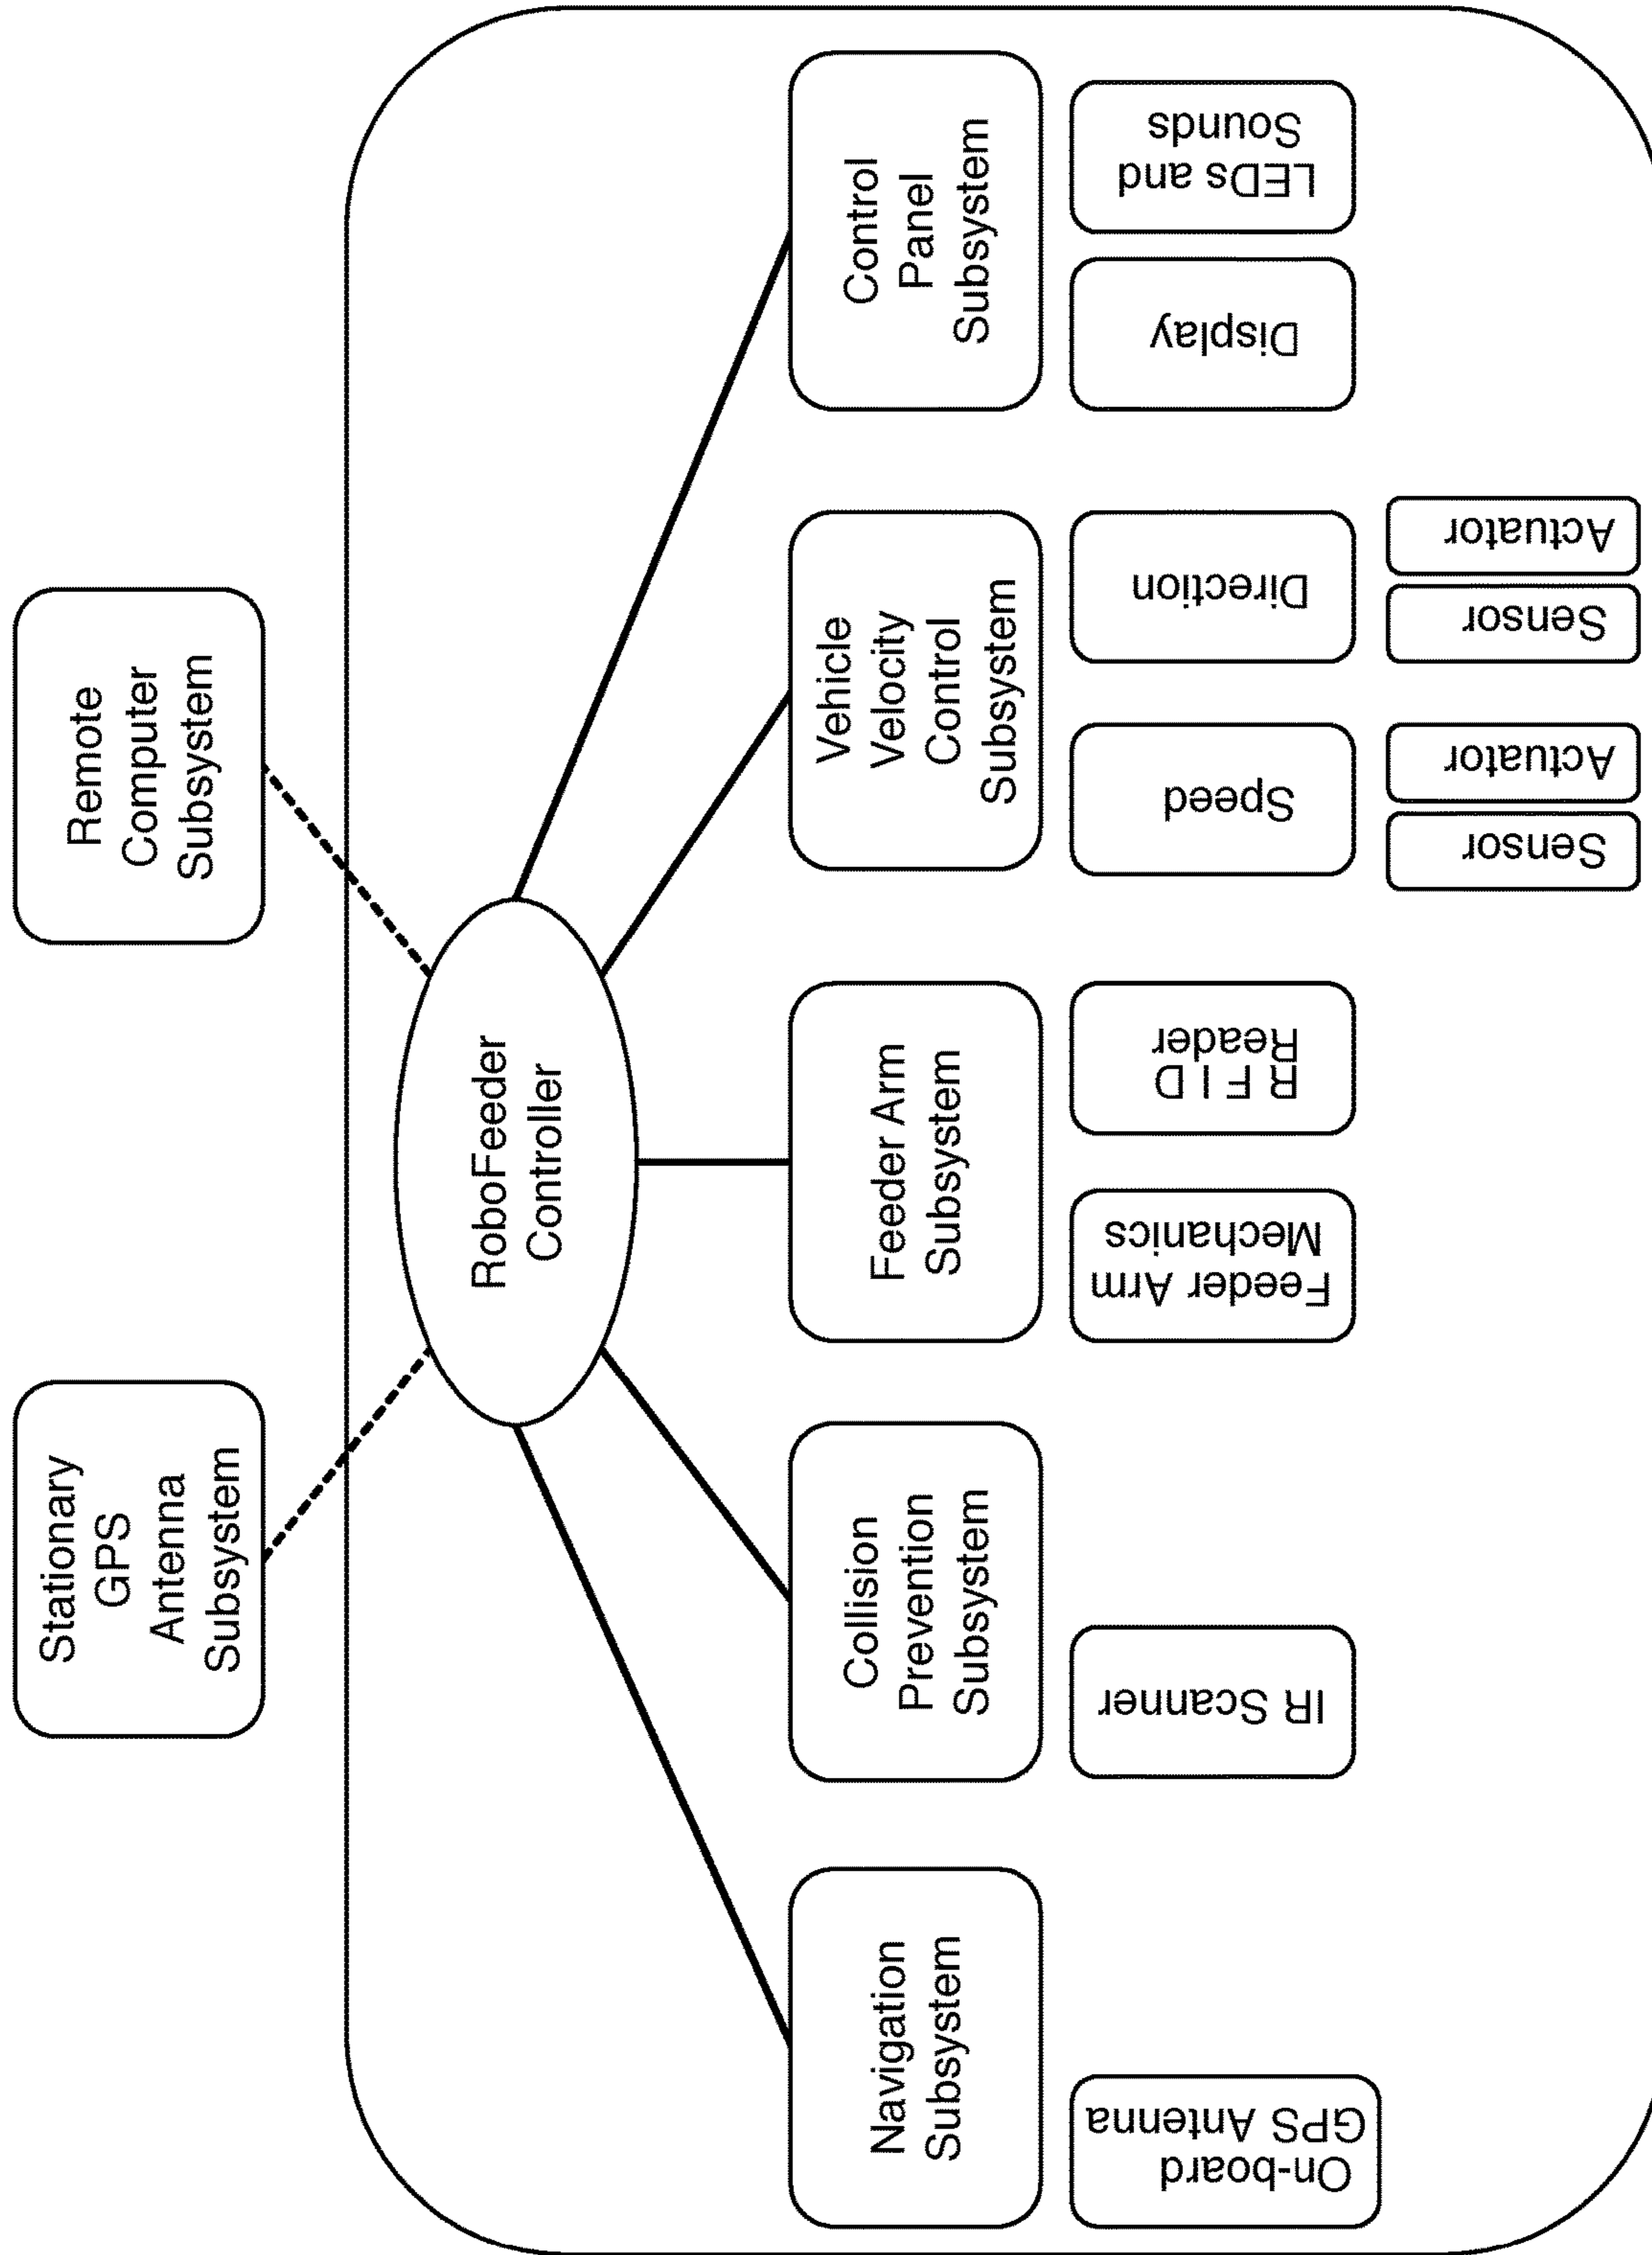 Stationary
GPS
Antenna
Subsystem
Remote
Computer
Subsystem
RoboFeeder
Controller
Navigation
Subsystem
Collision
Prevention
Subsystem
Feeder Arm
Subsystem
Vehicle
Velocity
Control
Subsystem
Control
Panel
Subsystem
On-board
GPS Antenna
IR Scanner
Feeder Arm
Mechanics
R F I D
Reader
Speed
Direction
Display
LEDs and
Sounds
Sensor
Actuator
Sensor
Actuator